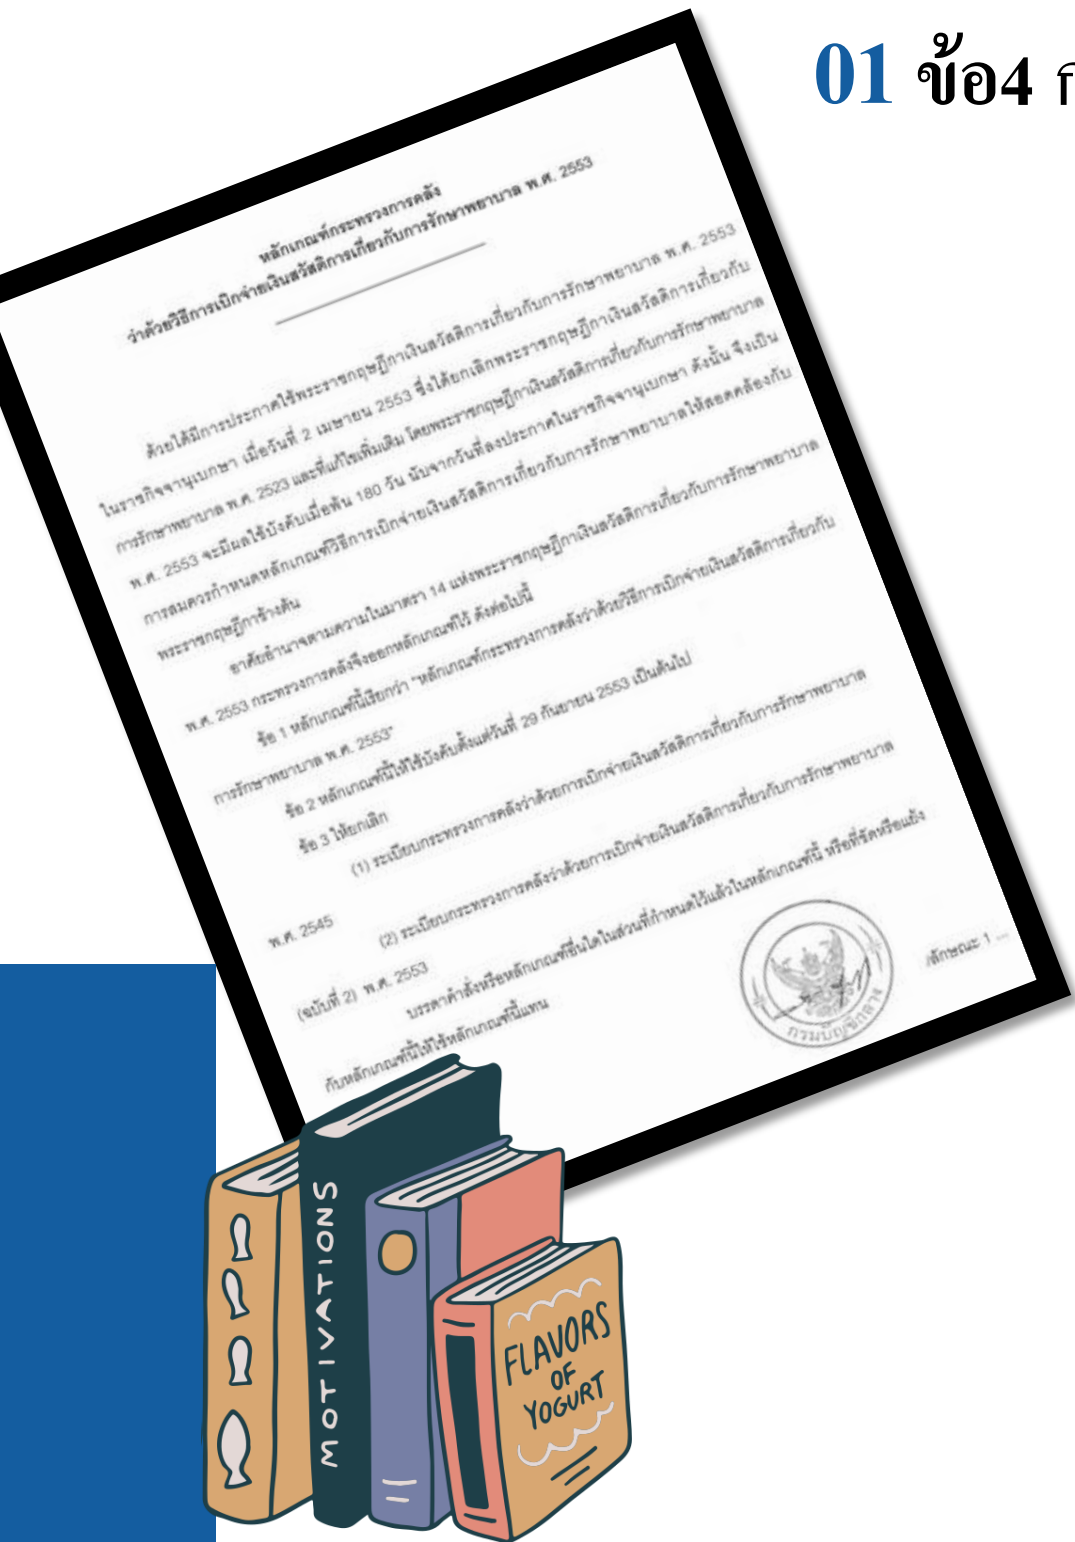 01 ข้อ4 ก
หลักเกณฑ์กระทรวงการคลัง
ว่าด้วยวิธีการเบิกจ่ายเงินสวัสดิการเกี่ยวกับการรักษาพยาบาล พ.ศ. 2553
ด้วยได้มีการประกาศใช้พระราชกฤษฎีกาเงินสวัสดิการเกี่ยวกับการรักษาพยาบาล พ.ศ. 2553
ในราชกิจจานุเบกษา เมื่อวันที่ 2 เมษายน 2553 ซึ่งได้ยกเลิกพระราชกฤษฎีกาเงินสวัสดิการเกี่ยวกับ
การรักษาพยาบาล พ.ศ. 2523 และที่แก้ไขเพิ่มเติม โดยพระราชกฤษฎีกาเงินสวัสดิการเกี่ยวกับการรักษาพยาบาล
พ.ศ. 2553 จะมีผลใช้บังคับเมื่อพ้น 180 วัน นับจากวันที่ลงประกาศในราชกิจจานุเบกษา ดังนั้น จึงเป็น
การสมควรกำหนดหลักเกณฑ์วิธีการเบิกจ่ายเงินสวัสดิการเกี่ยวกับการรักษาพยาบาลให้สอดคล้องกับ
พระราชกฤษฎีกาข้างต้น
อาศัยอำนาจตามความในมาตรา 14 แห่งพระราชกฤษฎีกาเงินสวัสดิการเกี่ยวกับการรักษาพยาบาล
พ.ศ. 2553 กระทรวงการคลังจึงออกหลักเกณฑ์ไว้ ดังต่อไปนี้
ข้อ 1 หลักเกณฑ์นี้เรียกว่า "หลักเกณฑ์กระทรวงการคลังว่าด้วยวิธีการเบิกจ่ายเงินสวัสดิการเกี่ยวกับ
การรักษาพยาบาล พ.ศ. 2553"
ข้อ 2 หลักเกณฑ์นี้ให้ใช้บังคับตั้งแต่วันที่ 29 กันยายน 2553 เป็นต้นไป
ข้อ 3 ให้ยกเลิก
(1) ระเบียบกระทรวงการคลังว่าด้วยการเบิกจ่ายเงินสวัสดิการเกี่ยวกับการรักษาพยาบาล
พ.ศ. 2545
(2) ระเบียบกระทรวงการคลังว่าด้วยการเบิกจ่ายเงินสวัสดิการเกี่ยวกับการรักษาพยาบาล
(ฉบับที่ 2) พ.ศ. 2553
บรรดาคำสั่งหรือหลักเกณฑ์อื่นใดในส่วนที่กำหนดไว้แล้วในหลักเกณฑ์นี้ หรือที่ขัดหรือแย้ง
กับหลักเกณฑ์นี้ให้ใช้หลักเกณฑ์นี้แทน
กรมบัญชีกลาง
/ลักษณะ 1 ...
MOTIVATIONS
FLAVORS
OF
YOGURT